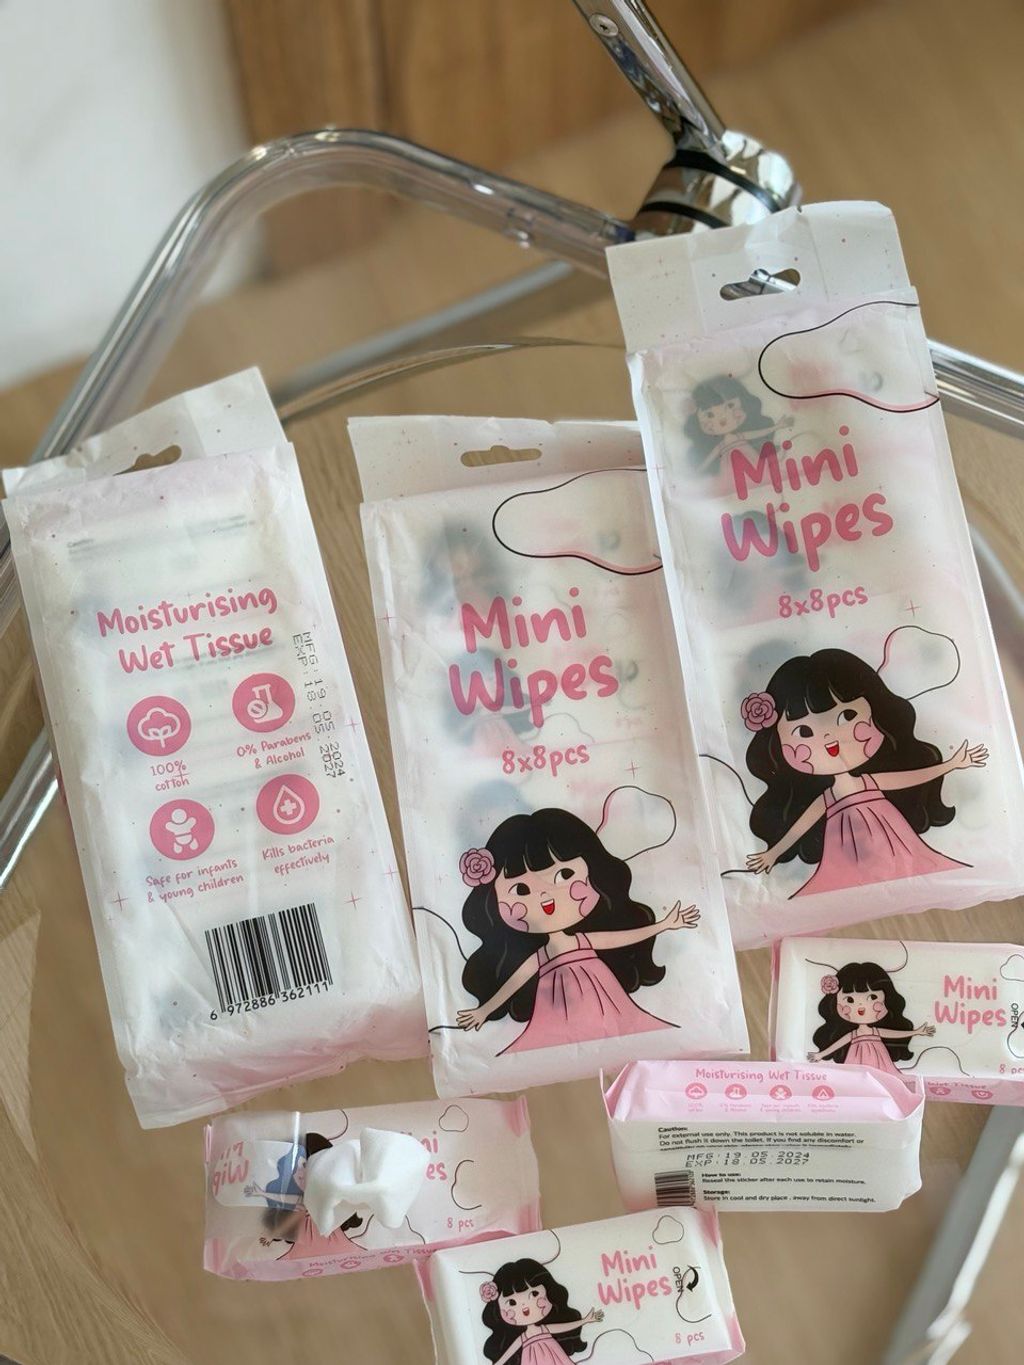 Moisturising
Wet Tissue
MFG: 19.05.2024
EXP: 18.05.2027
100%
cotton
0% Parabens
& Alcohol
Safe for infants
& young children
Kills bacteria
effectively
6 972886 362111
Mini
Wipes
8x8pcs
Mini
Wipes
8x8pcs
Mini
Wipes
OPEN
8 pcs
Moisturising Wet Tissue
Caution:
For external use only. This product is not soluble in water.
Do not flush it down the toilet. If you find any discomfort or
MFG:19.05.2024
EXP:18.05.2027
How to use:
Reseal the sticker after each use to retain moisture.
Storage:
Store in cool and dry place, away from direct sunlight.
8 pcs
Moisturising Wet Tissue
Mini
Wipes
OPEN
8 pcs